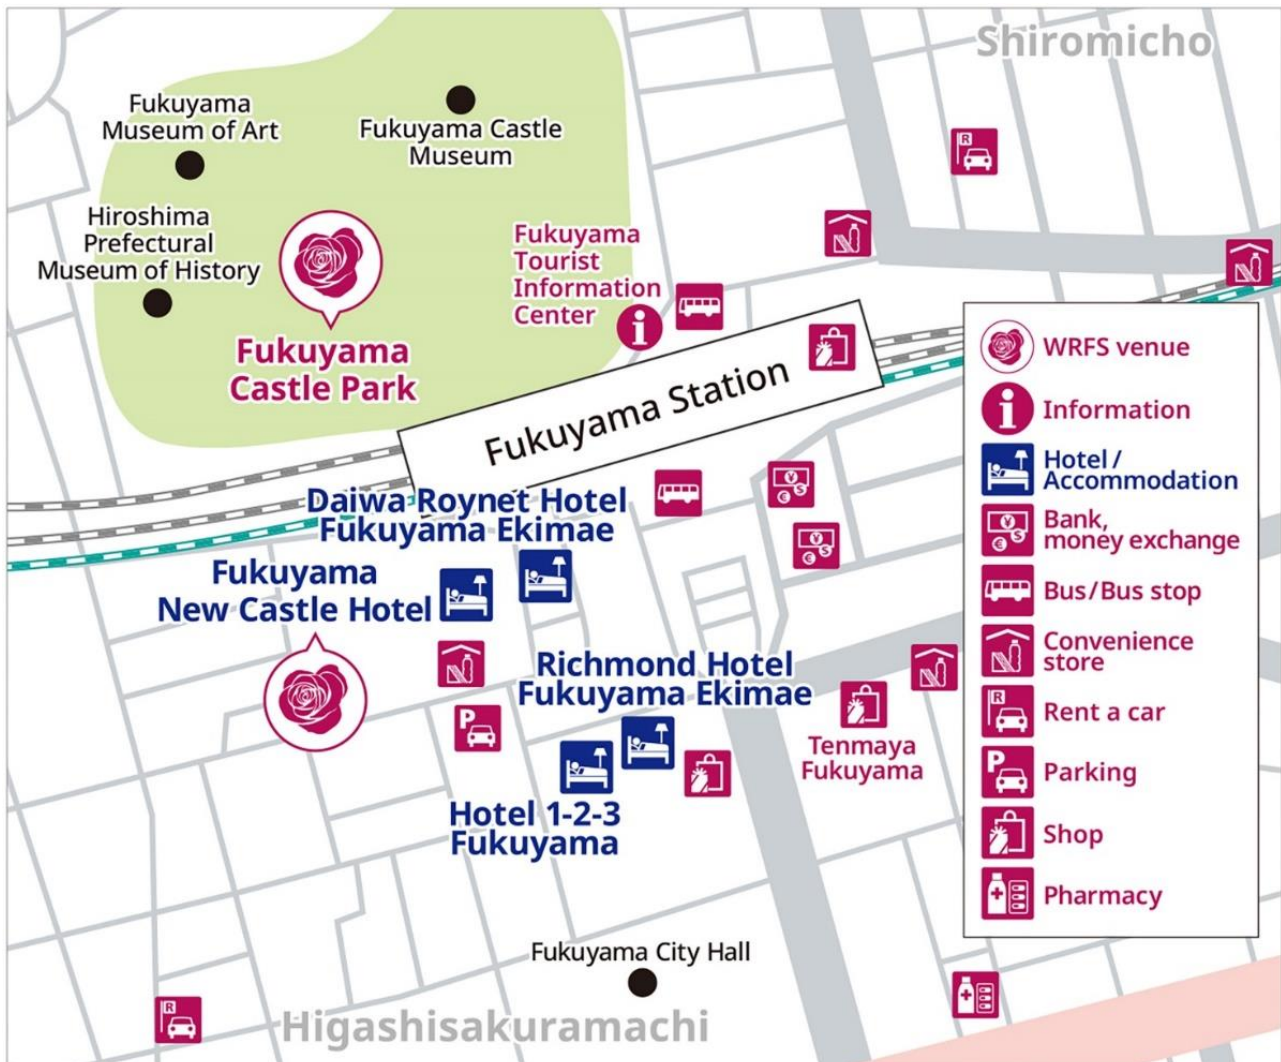 Shiromicho
Fukuyama
Museum of Art
Fukuyama Castle
Museum
Hiroshima
Prefectural
Museum of History
Fukuyama
Tourist
Information
Center
i
Fukuyama
Castle Park
Fukuyama Station
R
Daiwa Roynet Hotel
Fukuyama Ekimae
Fukuyama
New Castle Hotel
¥
€ $
¥
€ $
Richmond Hotel
Fukuyama Ekimae
P
Tenmaya
Fukuyama
Hotel 1-2-3
Fukuyama
Fukuyama City Hall
R
Higashisakuramachi
WRFS venue
i
Information
Hotel /
Accommodation
¥
€ $
Bank,
money exchange
Bus/Bus stop
Convenience
store
R
Rent a car
P
Parking
Shop
Pharmacy